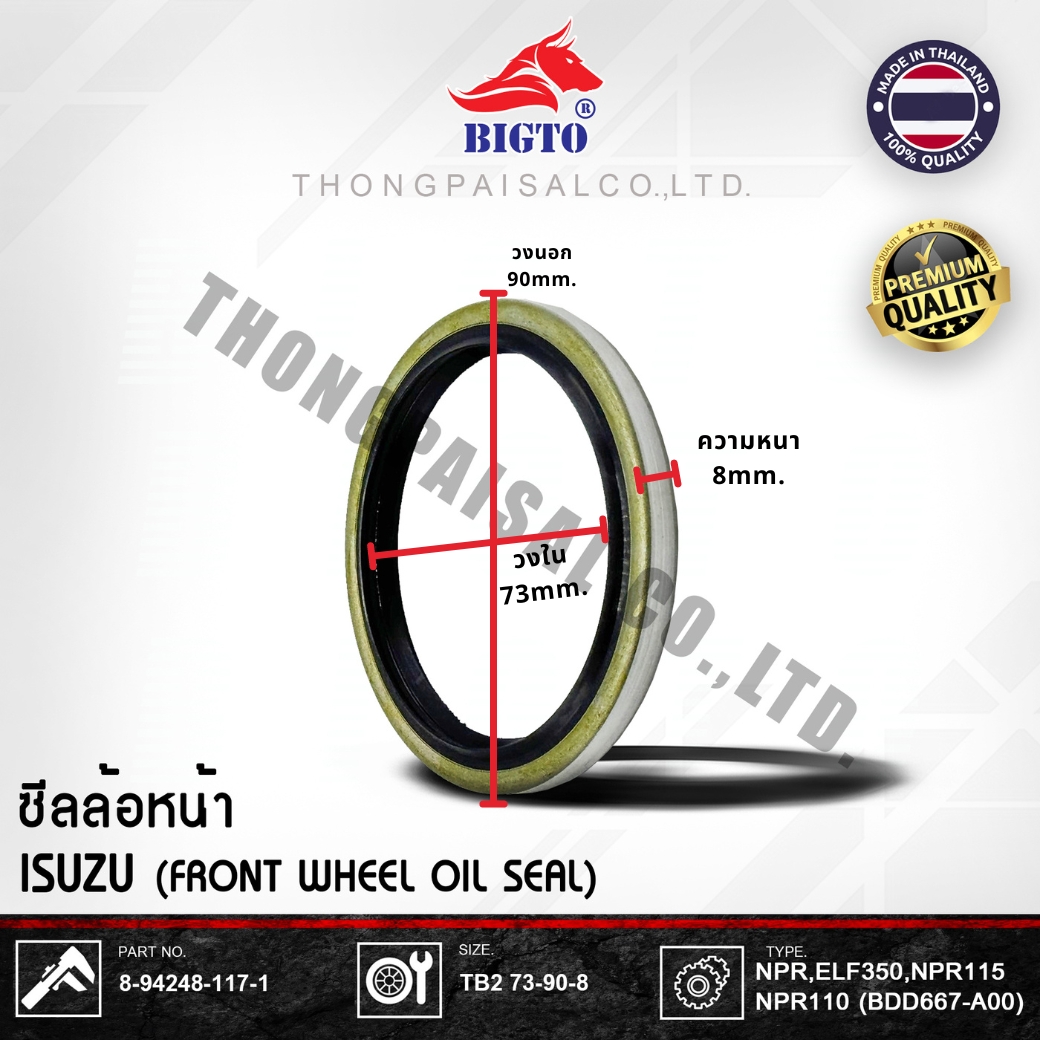 BIGTO
®
THONGPAISALCO.,LTD.
MADE IN THAILAND
100% QUALITY
PREMIUM QUALITY
PREMIUM QUALITY
PREMIUM
QUALITY
วงนอก
90mm.
ความหนา
8mm.
วงใน
73mm.
THONGPAISAL CO.,LTD.
ซีลล้อหน้า
ISUZU (FRONT WHEEL OIL SEAL)
PART NO.
8-94248-117-1
SIZE.
TB2 73-90-8
TYPE.
NPR,ELF350,NPR115
NPR110 (BDD667-A00)